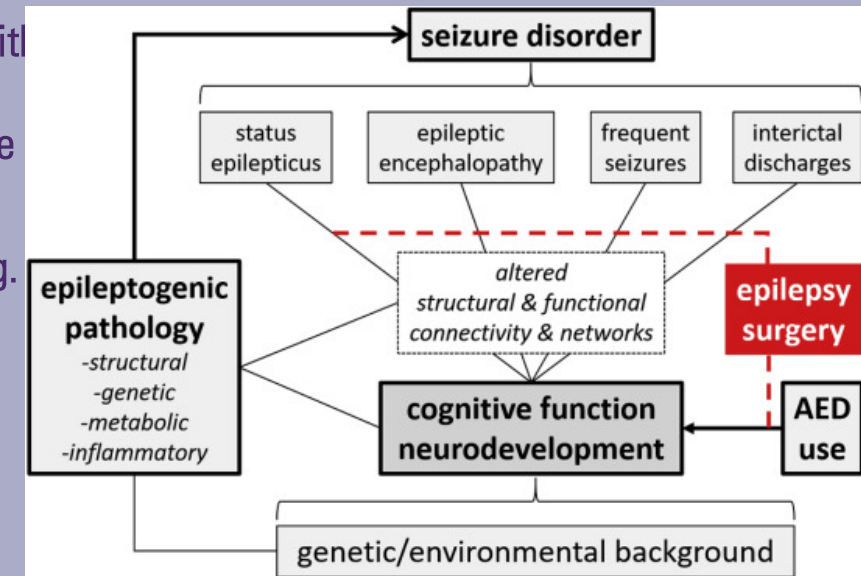 seizure disorder
status
epilepticus
epileptic
encephalopathy
frequent
seizures
interictal
discharges
altered
structural & functional
connectivity & networks
epilepsy
surgery
epileptogenic
pathology
-structural
-genetic
-metabolic
-inflammatory
cognitive function
neurodevelopment
AED
use
genetic/environmental background